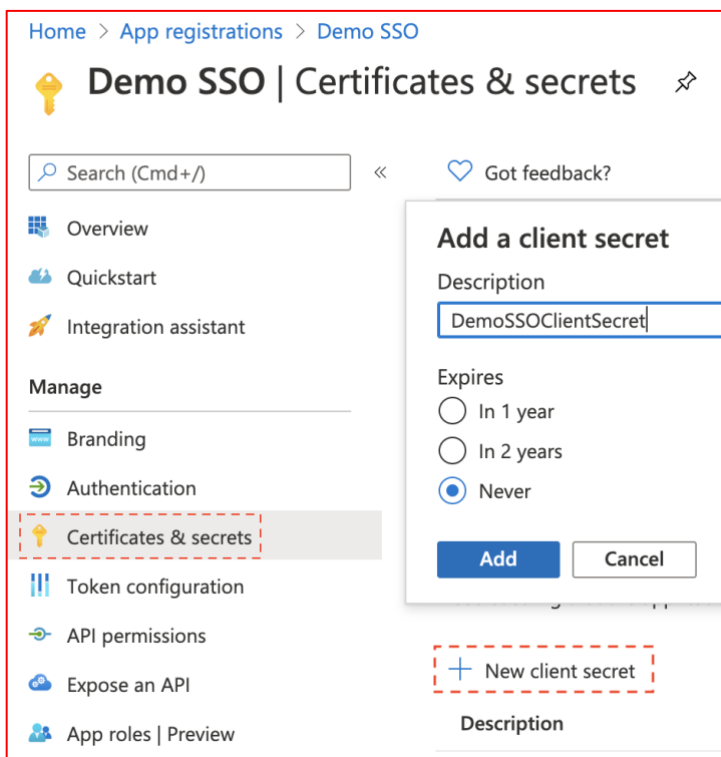 Home > App registrations > Demo SSO
Demo SSO | Certificates & secrets
Search (Cmd+/)
«
Got feedback?
Overview
Quickstart
Integration assistant
Manage
Branding
Authentication
Certificates & secrets
Token configuration
API permissions
Expose an API
App roles | Preview
Add a client secret
Description
DemoSSOClientSecret
Expires
In 1 year
In 2 years
Never
Add
Cancel
New client secret
Description